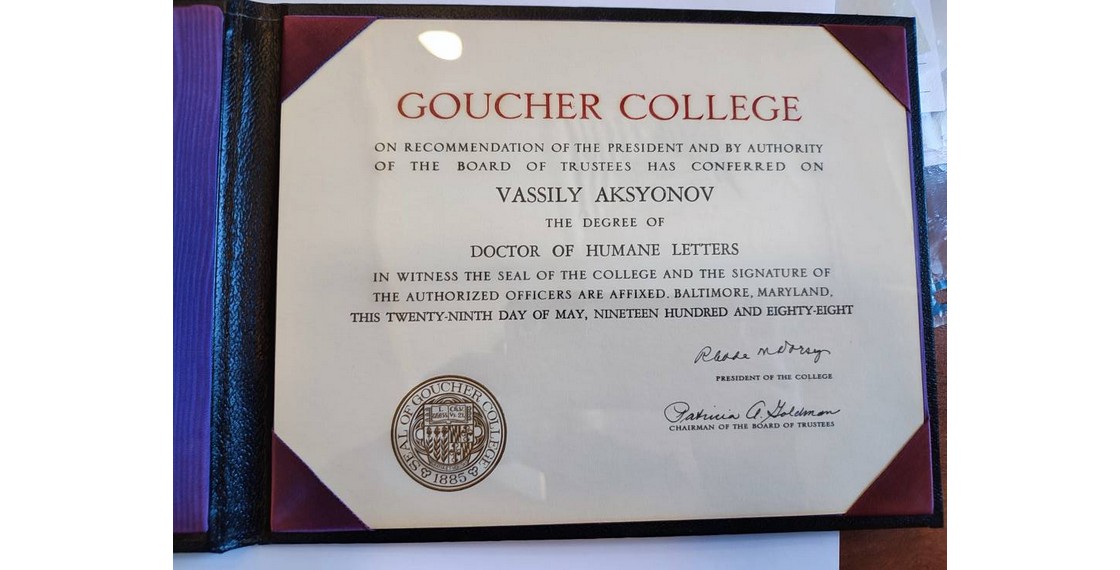 GOUCHER COLLEGE
ON RECOMMENDATION OF THE PRESIDENT AND BY AUTHORITY
OF THE BOARD OF TRUSTEES HAS CONFERRED ON
VASSILY AKSYONOV
THE DEGREE OF
DOCTOR OF HUMANE LETTERS
IN WITNESS THE SEAL OF THE COLLEGE AND THE SIGNATURE OF
THE AUTHORIZED OFFICERS ARE AFFIXED. BALTIMORE, MARYLAND,
THIS TWENTY-NINTH DAY OF MAY, NINETEEN HUNDRED AND EIGHTY-EIGHT
Rhoda M Dorsey
PRESIDENT OF THE COLLEGE
Patricia A. Goldman
CHAIRMAN OF THE BOARD OF TRUSTEES
SEAL OF GOUCHER COLLEGE
1885